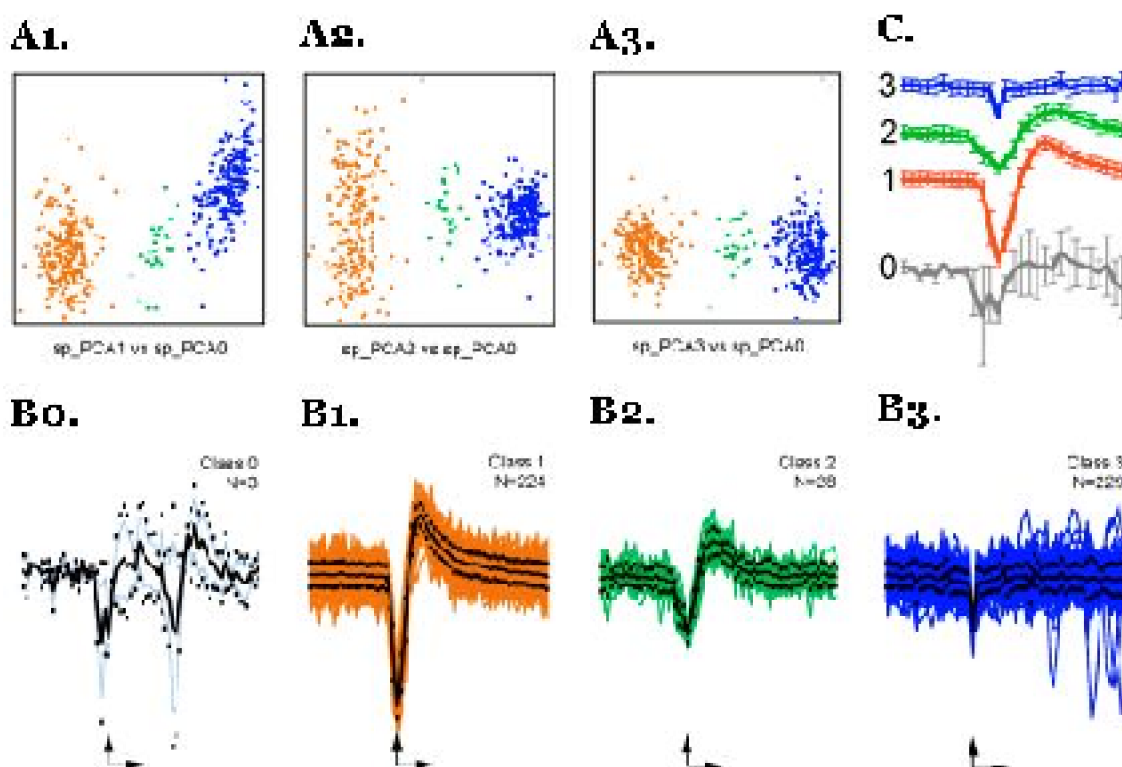 A1.
A2.
A3.
C.
3
2
1
0
sp_PCA1 vs sp_PCA0
sp_PCA2 vs sp_PCA0
sp_PCA3 vs sp_PCA0
B0.
B1.
B2.
B3.
Class 0
N=3
Class 1
N=224
Class 2
Class